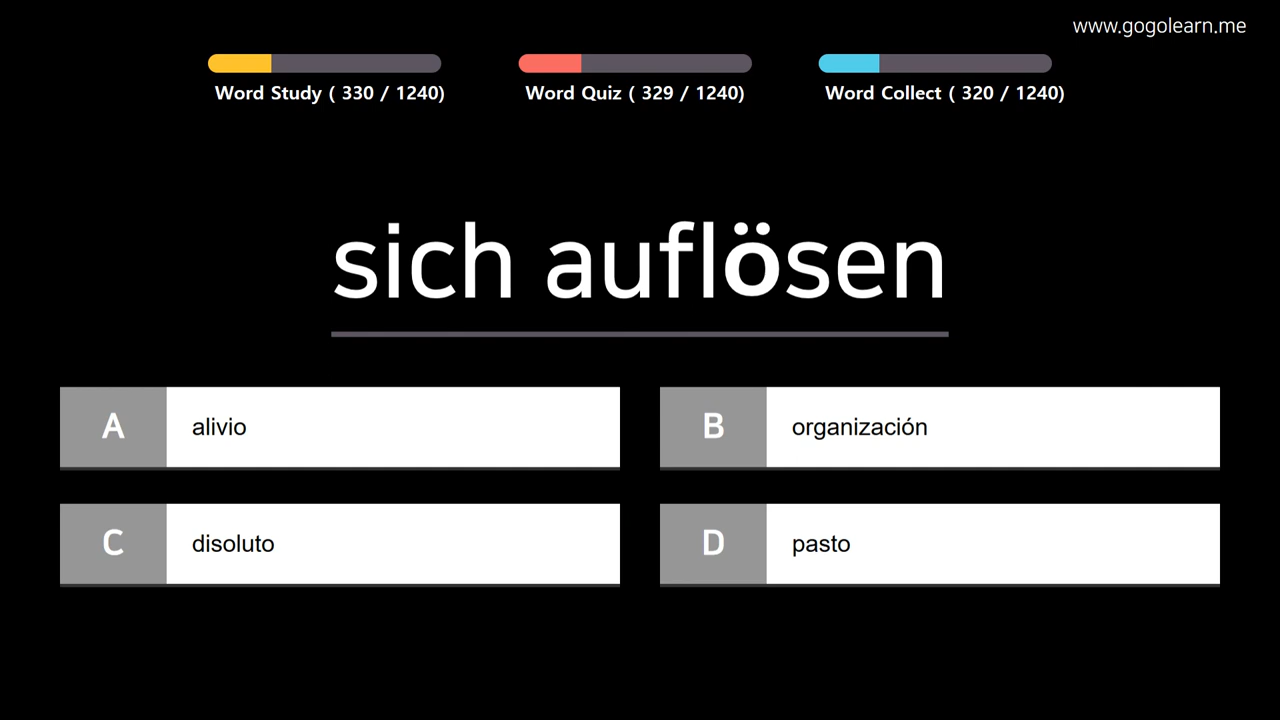 www.gogolearn.me
Word Study ( 330 / 1240)
Word Quiz ( 329 / 1240)
Word Collect ( 320 / 1240)
sich auflösen
A alivio
B organización
C disoluto
D pasto